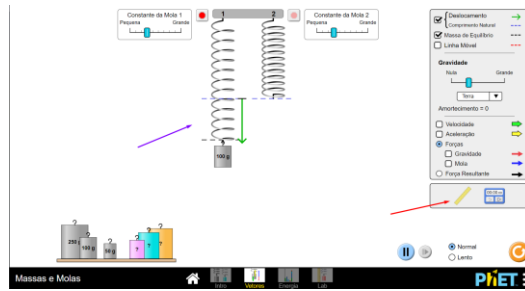 Constante da Mola 1
Pequena Grande
1 2
Constante da Mola 2
Pequena Grande
Deslocamento
Comprimento Natural
Massa de Equilíbrio
Linha Móvel
Gravidade
Nula Grande
Terra
Amortecimento = 0
Velocidade
Aceleração
Forças
Gravidade
Mola
Força Resultante
100 g
250 g
100 g
? ? ?
Normal
Lento
Massas e Molas
Intro
Vetores
Energia
Lab
PhET